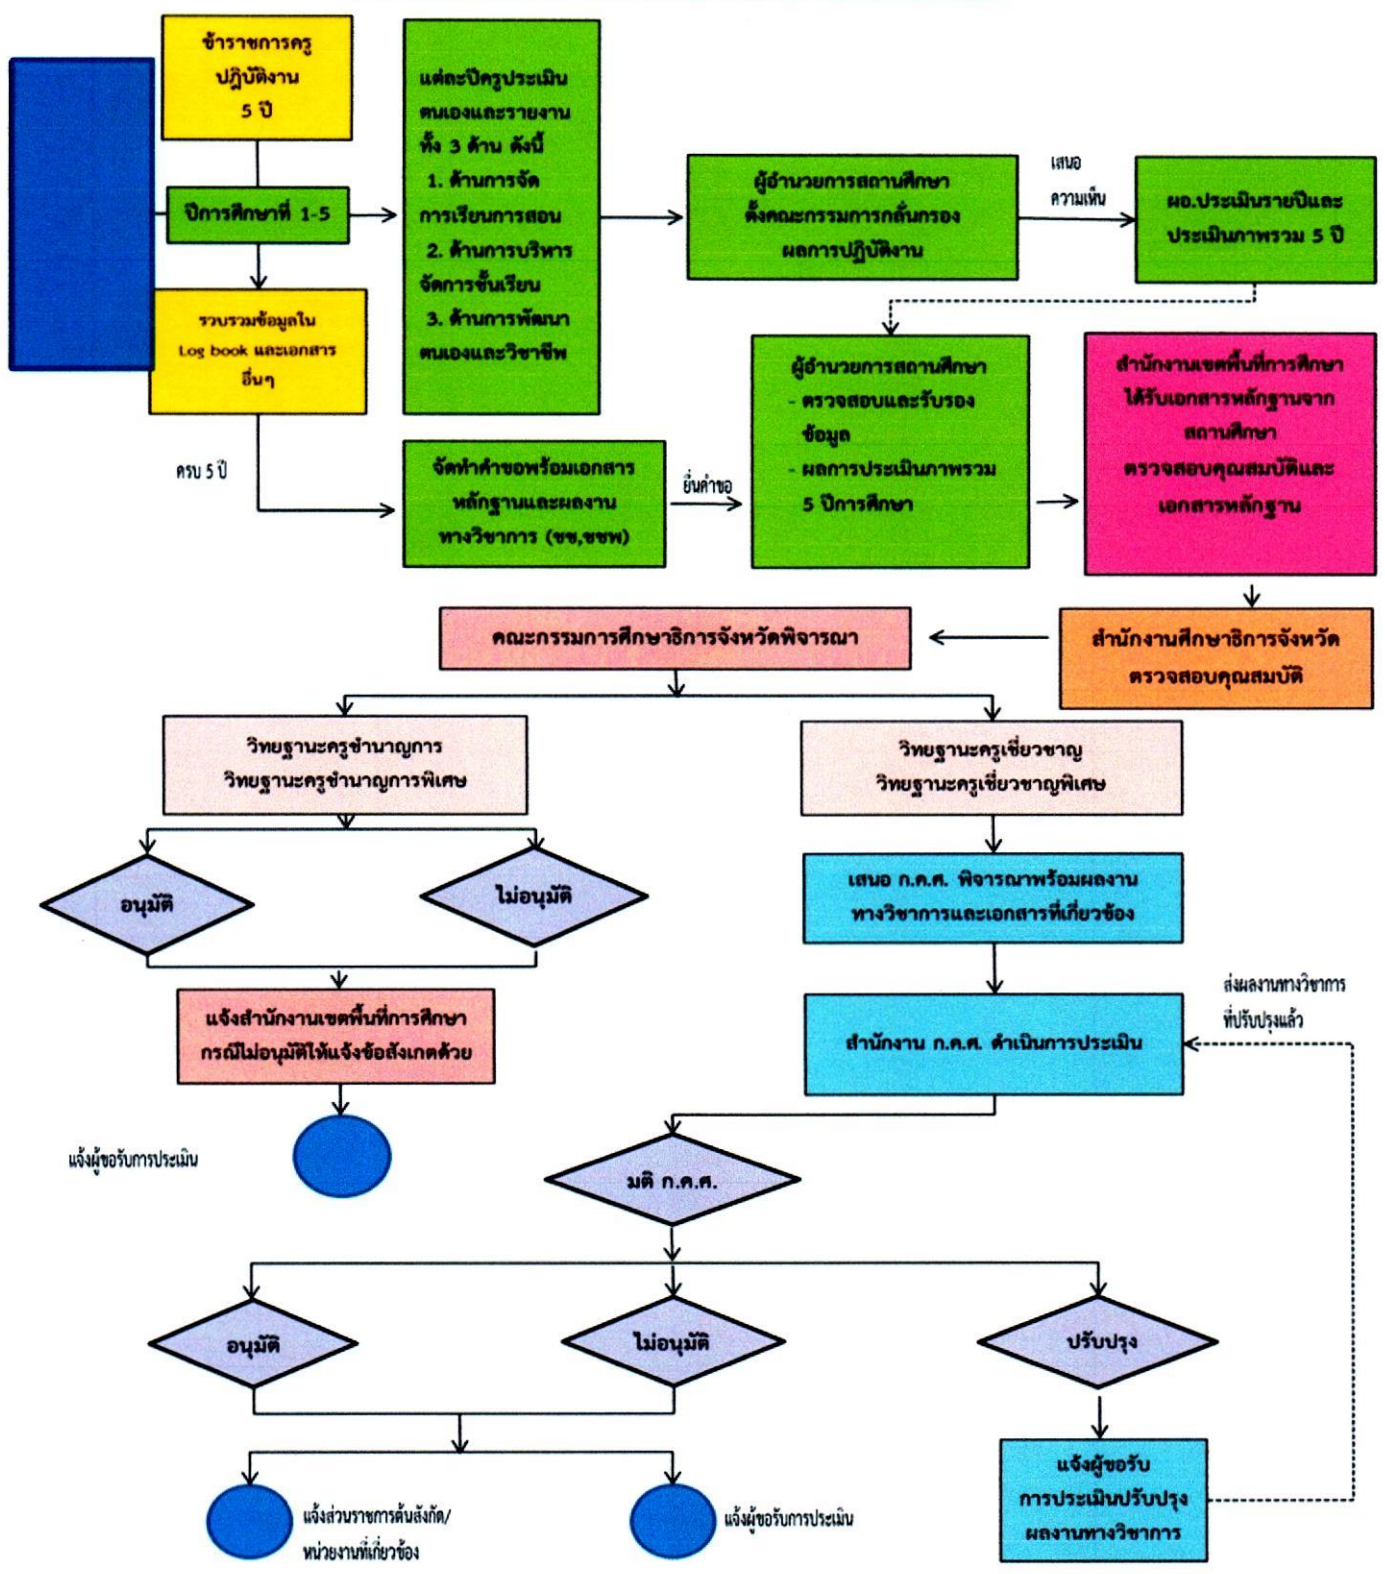 ข้าราชการครู
ปฏิบัติงาน
5 ปี
ปีการศึกษาที่ 1-5
รวบรวมข้อมูลใน
Log book และเอกสาร
อื่นๆ
แต่ละปีครูประเมิน
ตนเองและรายงาน
ทั้ง 3 ด้าน ดังนี้
1. ด้านการจัด
การเรียนการสอน
2. ด้านการบริหาร
จัดการชั้นเรียน
3. ด้านการพัฒนา
ตนเองและวิชาชีพ
ผู้อำนวยการสถานศึกษา
ตั้งคณะกรรมการกลั่นกรอง
ผลการปฏิบัติงาน
เสนอ
ความเห็น
ผอ.ประเมินรายปีและ
ประเมินภาพรวม 5 ปี
ครบ 5 ปี
จัดทำคำขอพร้อมเอกสาร
หลักฐานและผลงาน
ทางวิชาการ (ชช,ชชพ)
ยื่นคำขอ
ผู้อำนวยการสถานศึกษา
- ตรวจสอบและรับรอง
ข้อมูล
- ผลการประเมินภาพรวม
5 ปีการศึกษา
สำนักงานเขตพื้นที่การศึกษา
ได้รับเอกสารหลักฐานจาก
สถานศึกษา
ตรวจสอบคุณสมบัติและ
เอกสารหลักฐาน
สำนักงานศึกษาธิการจังหวัด
ตรวจสอบคุณสมบัติ
คณะกรรมการศึกษาธิการจังหวัดพิจารณา
วิทยฐานะครูชำนาญการ
วิทยฐานะครูชำนาญการพิเศษ
วิทยฐานะครูเชี่ยวชาญ
วิทยฐานะครูเชี่ยวชาญพิเศษ
อนุมัติ
ไม่อนุมัติ
เสนอ ก.ค.ศ. พิจารณาพร้อมผลงาน
ทางวิชาการและเอกสารที่เกี่ยวข้อง
แจ้งสำนักงานเขตพื้นที่การศึกษา
กรณีไม่อนุมัติให้แจ้งข้อสังเกตด้วย
สำนักงาน ก.ค.ศ. ดำเนินการประเมิน
ส่งผลงานทางวิชาการ
ที่ปรับปรุงแล้ว
แจ้งผู้ขอรับการประเมิน
มติ ก.ค.ศ.
อนุมัติ
ไม่อนุมัติ
ปรับปรุง
แจ้งส่วนราชการต้นสังกัด/
หน่วยงานที่เกี่ยวข้อง
แจ้งผู้ขอรับการประเมิน
แจ้งผู้ขอรับ
การประเมินปรับปรุง
ผลงานทางวิชาการ